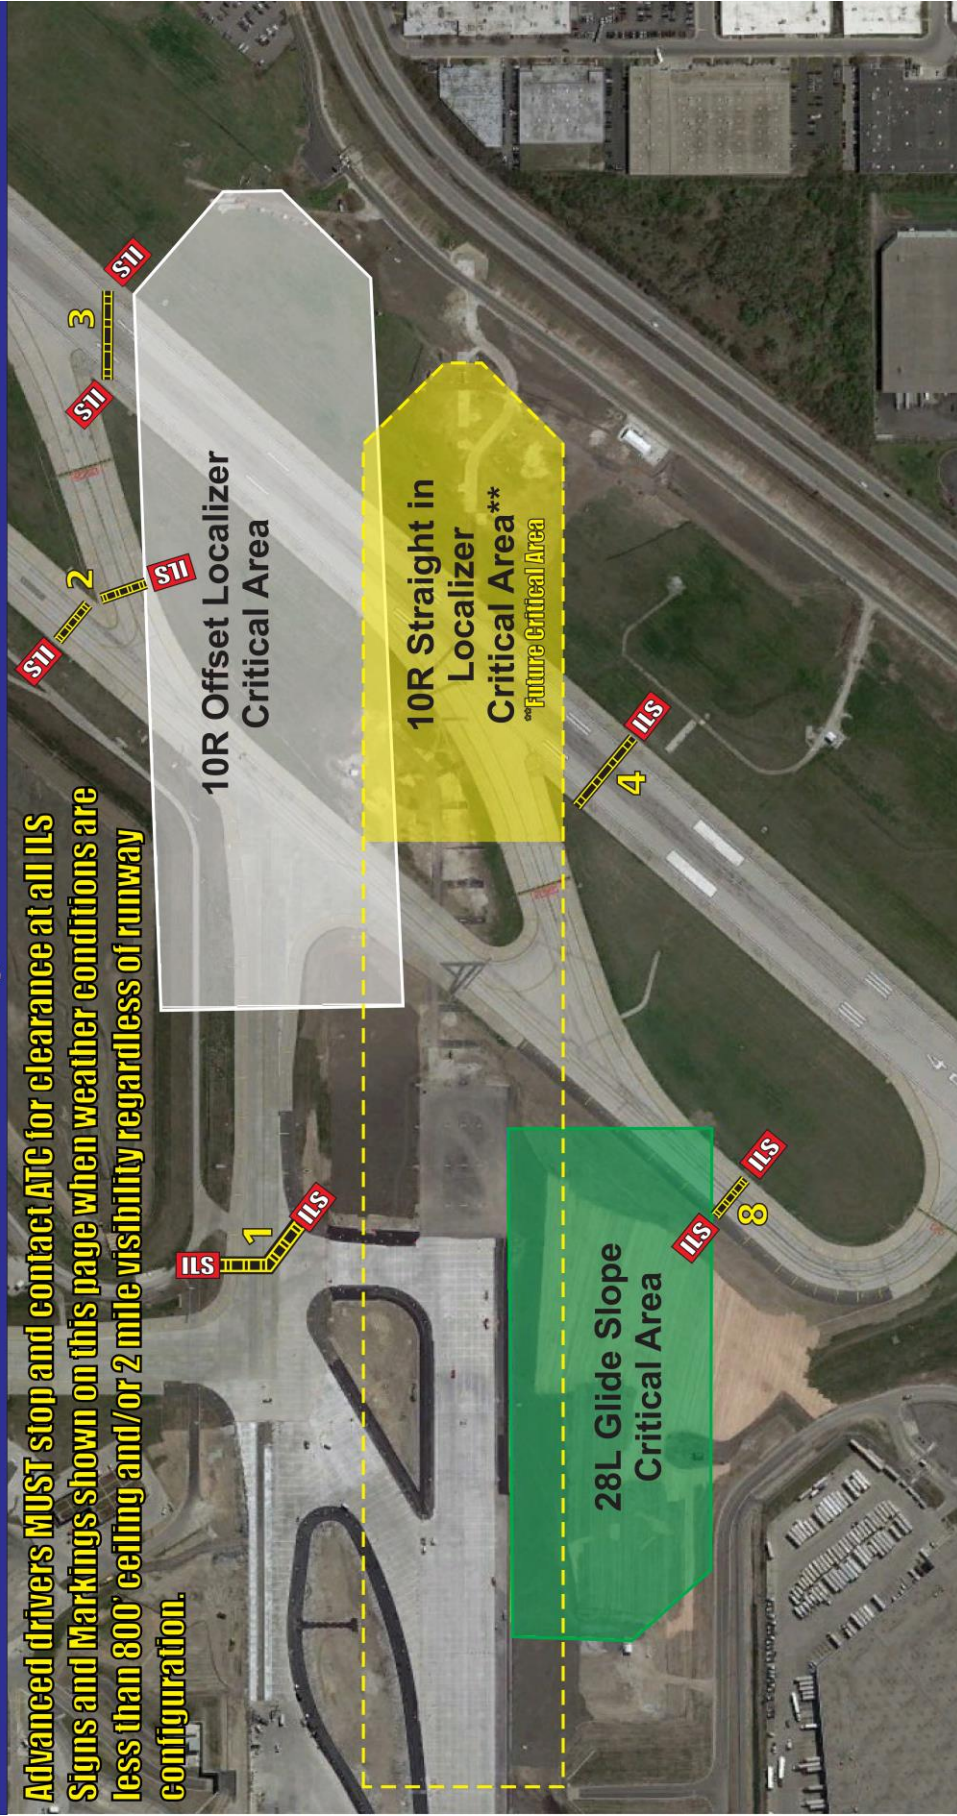 Advanced drivers MUST stop and contact ATC for clearance at all ILS
Signs and Markings shown on this page when weather conditions are
less than 800' ceiling and/or 2 mile visibility regardless of runway
configuration.
ILS
1
ILS
ILS
2
ILS
ILS
3
ILS
10R Offset Localizer
Critical Area
10R Straight in
Localizer
Critical Area**
**Future Critical Area
4
ILS
28L Glide Slope
Critical Area
ILS
8
ILS